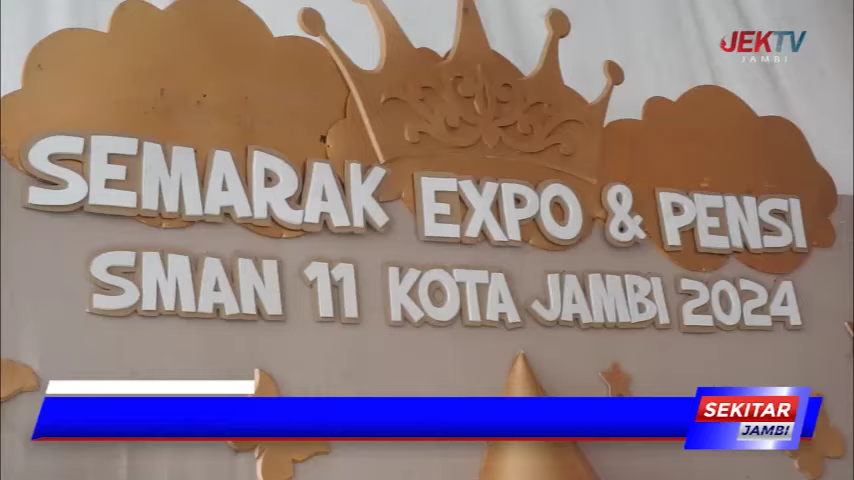 JEKTV
JAMBI
SEMARAK EXPO & PENSI
SMAN 11 KOTA JAMBI 2024
SEKITAR
JAMBI